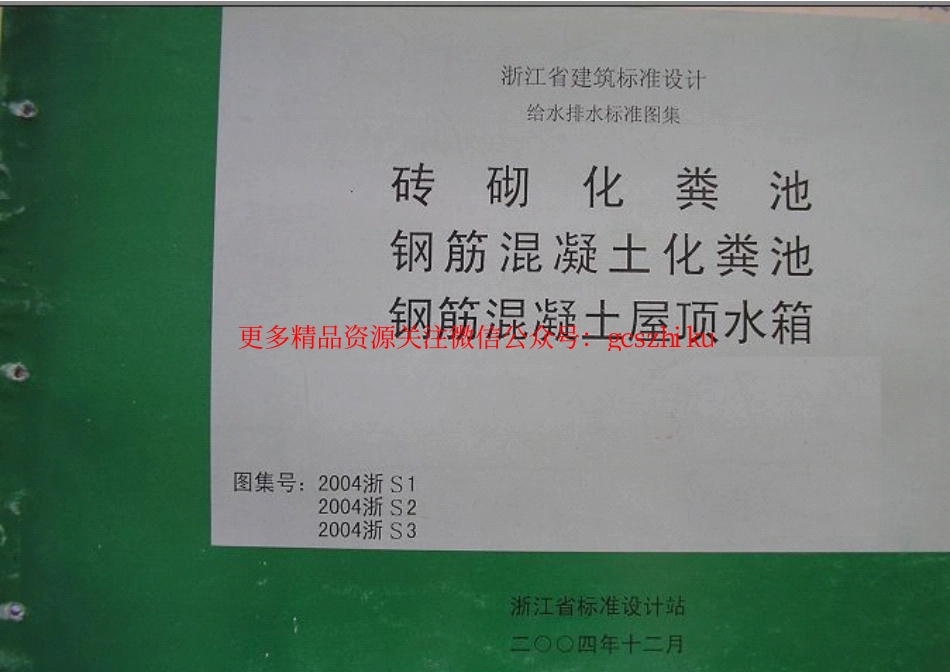 浙江省建筑标准设计
给水排水标准图集
砖砌化粪池
钢筋混凝土化粪池
钢筋混凝土屋顶水箱
更多精品资源关注微信公众号：gcszhiku
图集号：2004浙S1
2004浙S2
2004浙S3
浙江省标准设计站
二〇〇四年十二月